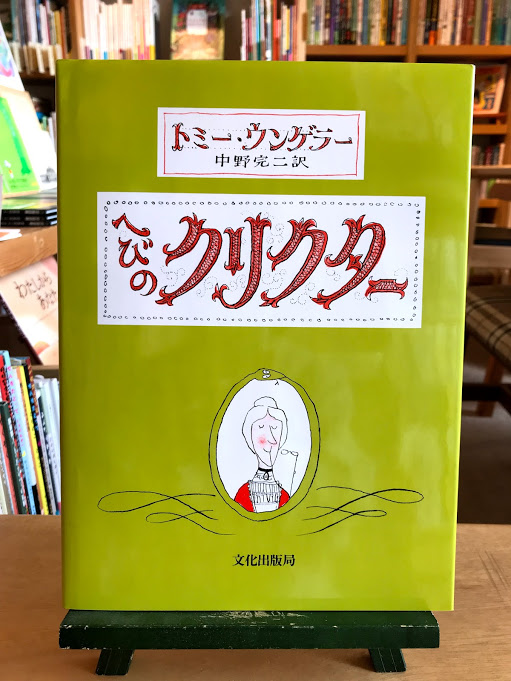 トミー・ウンゲラー
中野完二訳
へびのクリクター
文化出版局